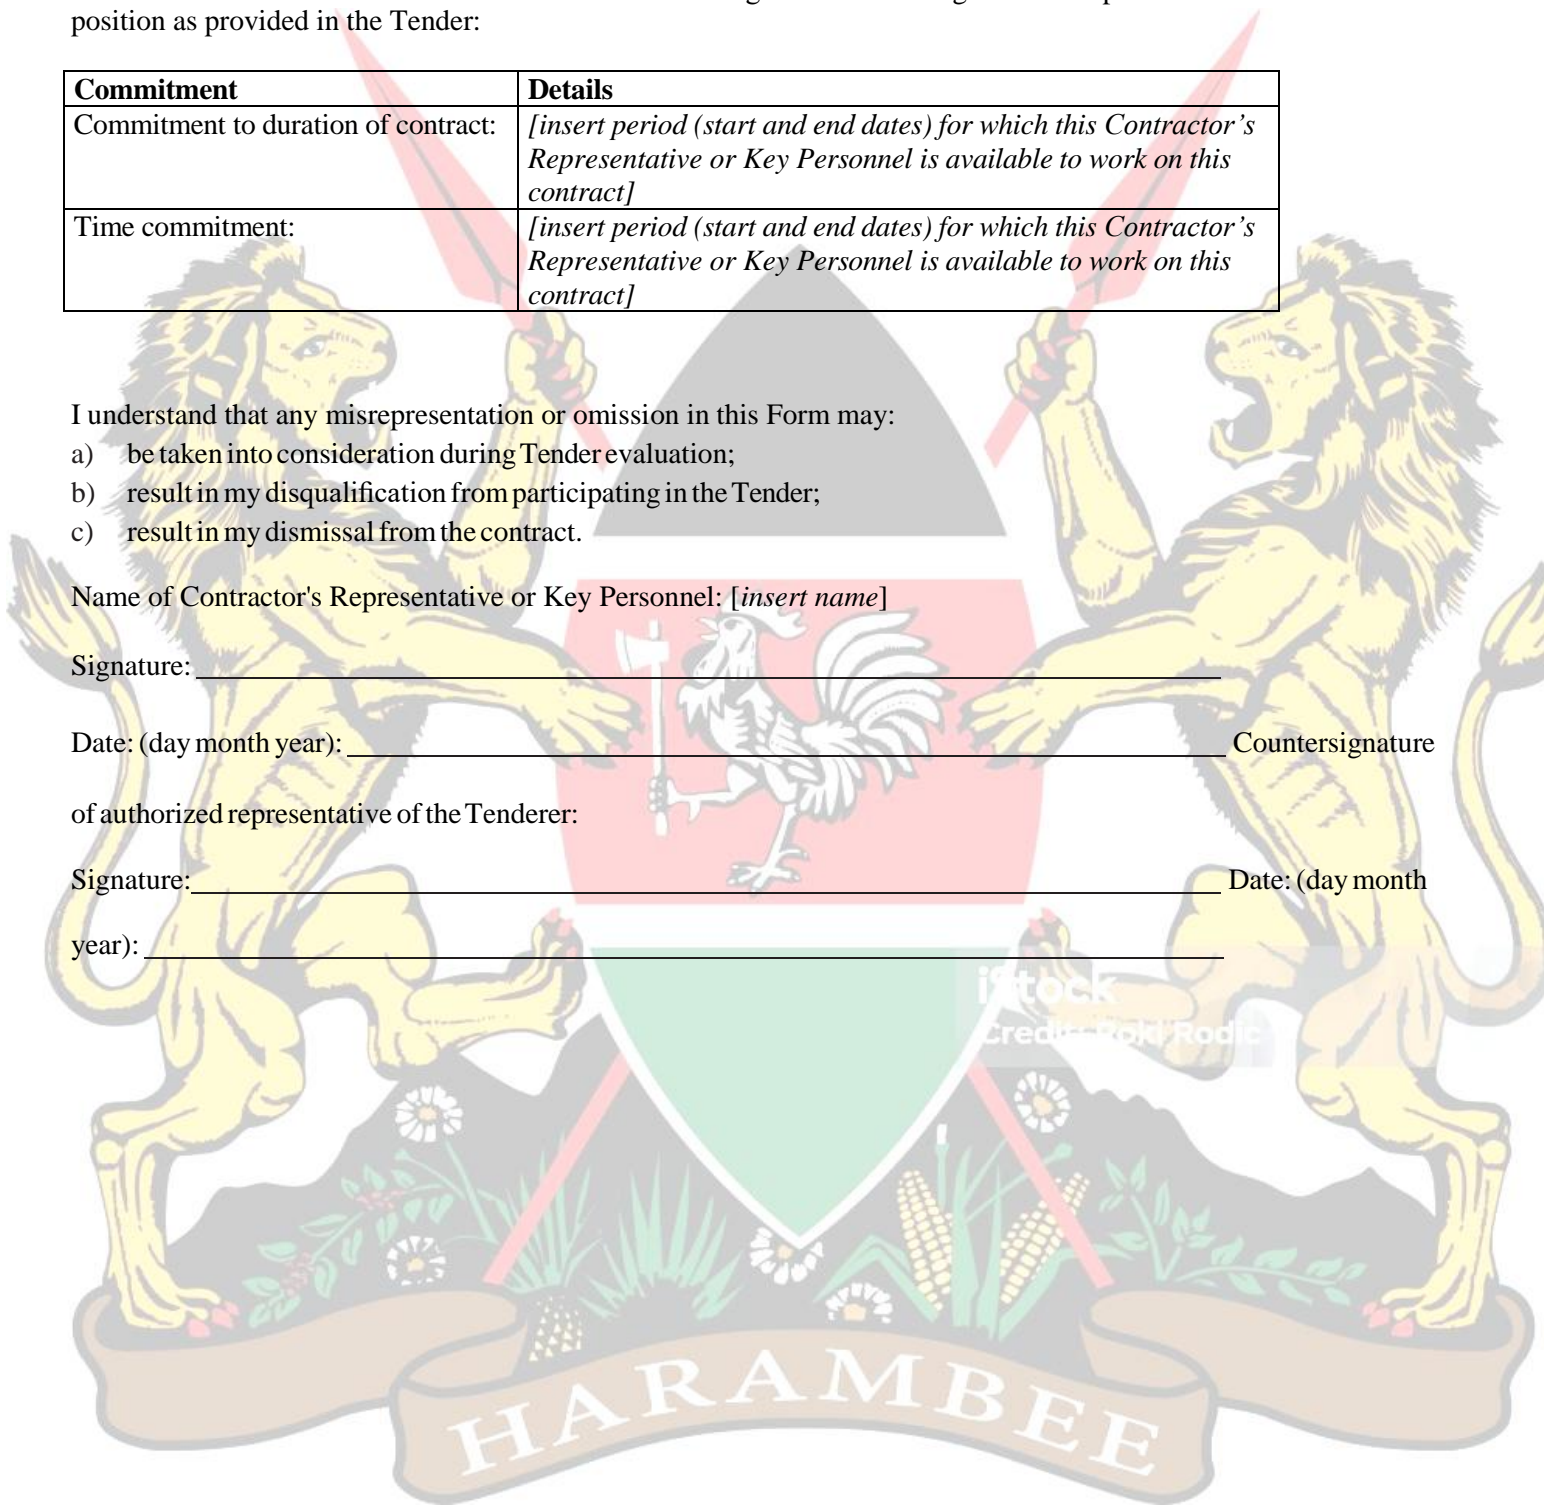 position as provided in the Tender:
Commitment
Details
Commitment to duration of contract:
[insert period (start and end dates) for which this Contractor's
Representative or Key Personnel is available to work on this
contract]
Time commitment:
[insert period (start and end dates) for which this Contractor's
Representative or Key Personnel is available to work on this
contract]
I understand that any misrepresentation or omission in this Form may:
a) be taken into consideration during Tender evaluation;
b) result in my disqualification from participating in the Tender;
c) result in my dismissal from the contract.
Name of Contractor's Representative or Key Personnel: [insert name]
Signature:
Date: (day month year): Countersignature
of authorized representative of the Tenderer:
Signature: Date: (day month
year):
iStock
Credit: Roki Rodic
HARAMBEE